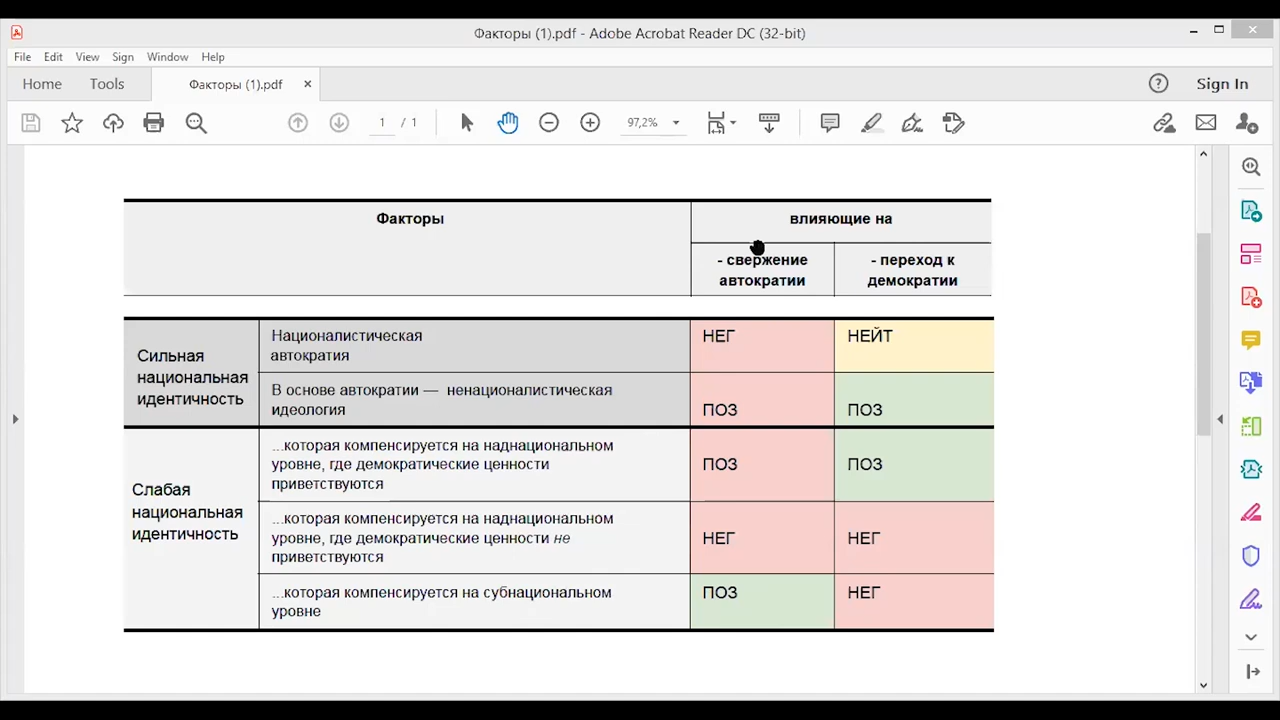 Факторы (1).pdf - Adobe Acrobat Reader DC (32-bit)
File Edit View Sign Window Help
Home Tools Факторы (1).pdf × Sign In
1 / 1 97,2%
Факторы
влияющие на
- свержение
автократии
- переход к
демократии
Сильная
национальная
идентичность
Националистическая
автократия
НЕГ
НЕЙТ
В основе автократии — ненационалистическая
идеология
ПОЗ
ПОЗ
Слабая
национальная
идентичность
...которая компенсируется на наднациональном
уровне, где демократические ценности
приветствуются
ПОЗ
ПОЗ
...которая компенсируется на наднациональном
уровне, где демократические ценности не
приветствуются
НЕГ
НЕГ
...которая компенсируется на субнациональном
уровне
ПОЗ
НЕГ